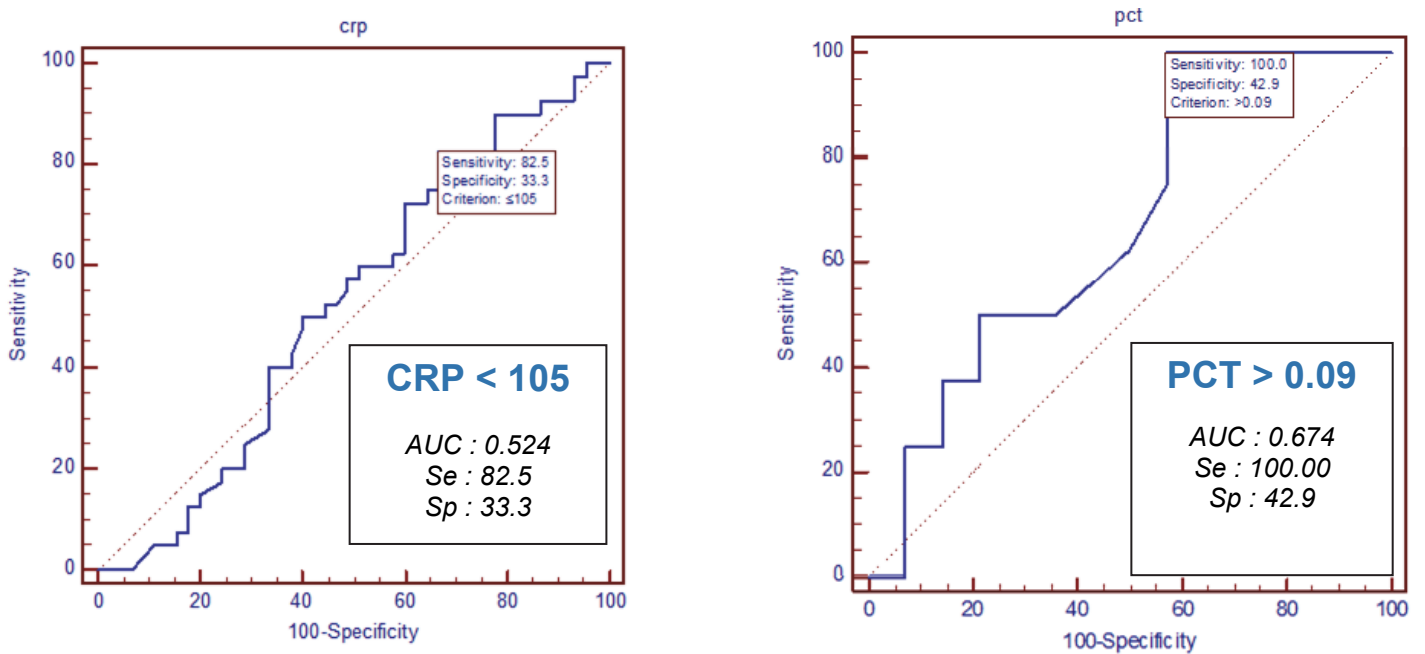 crp
Sensitivity
100
80
60
40
20
0
Sensitivity: 82.5
Specificity: 33.3
Criterion: ≤105
CRP < 105
AUC : 0.524
Se : 82.5
Sp : 33.3
0 20 40 60 80 100
100-Specificity
pct
Sensitivity
100
80
60
40
20
0
Sensitivity: 100.0
Specificity: 42.9
Criterion: >0.09
PCT > 0.09
AUC : 0.674
Se : 100.00
Sp : 42.9
0 20 40 60 80 100
100-Specificity